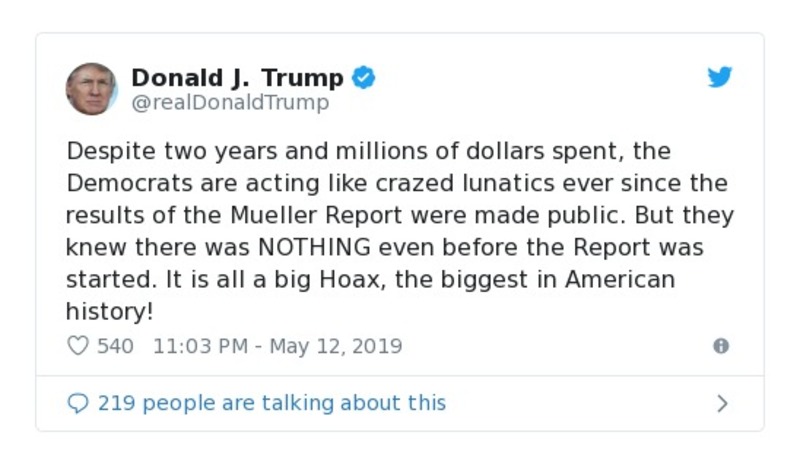 Donald J. Trump
@realDonaldTrump
Despite two years and millions of dollars spent, the
Democrats are acting like crazed lunatics ever since the
results of the Mueller Report were made public. But they
knew there was NOTHING even before the Report was
started. It is all a big Hoax, the biggest in American
history!
540 11:03 PM - May 12, 2019
219 people are talking about this